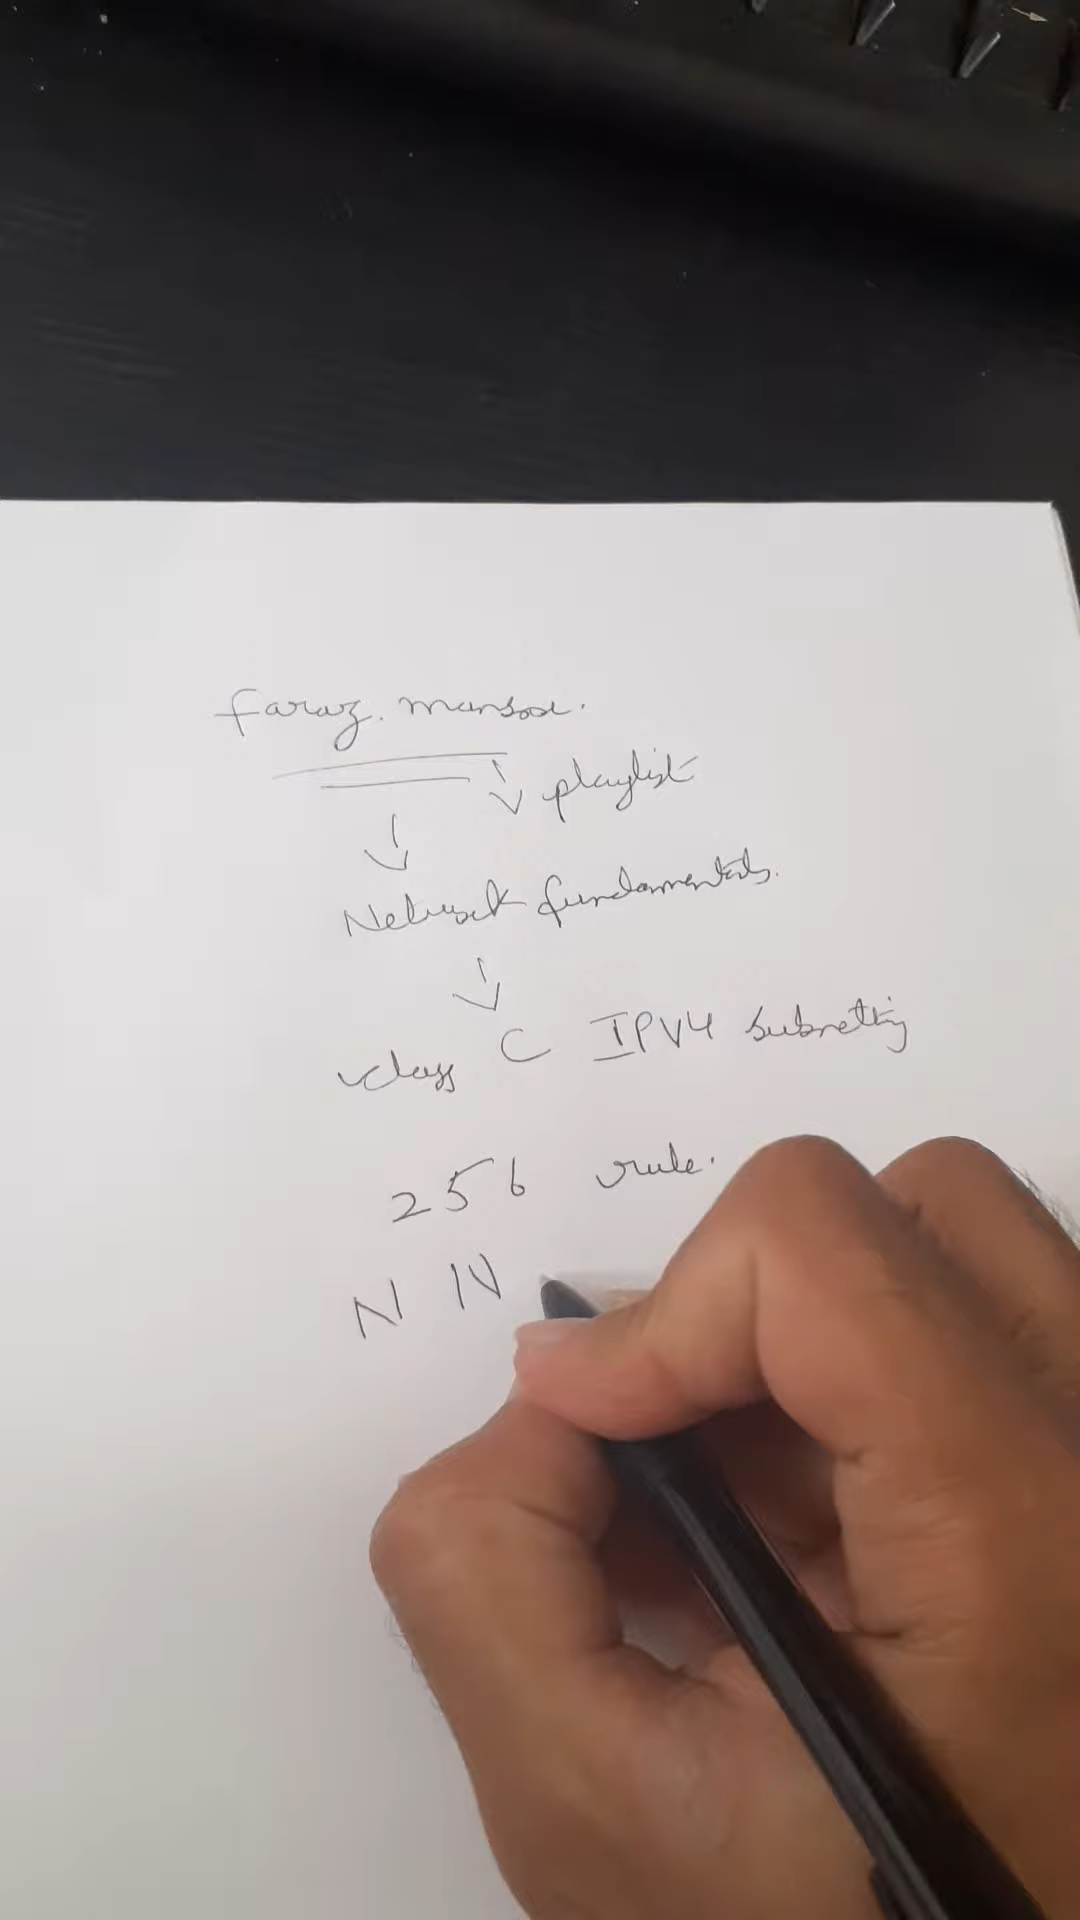 faraz. mansoor.
↓ playlist
↓
Network fundamentals.
↓
class C IPV4 subnetting
256 rule.
N N